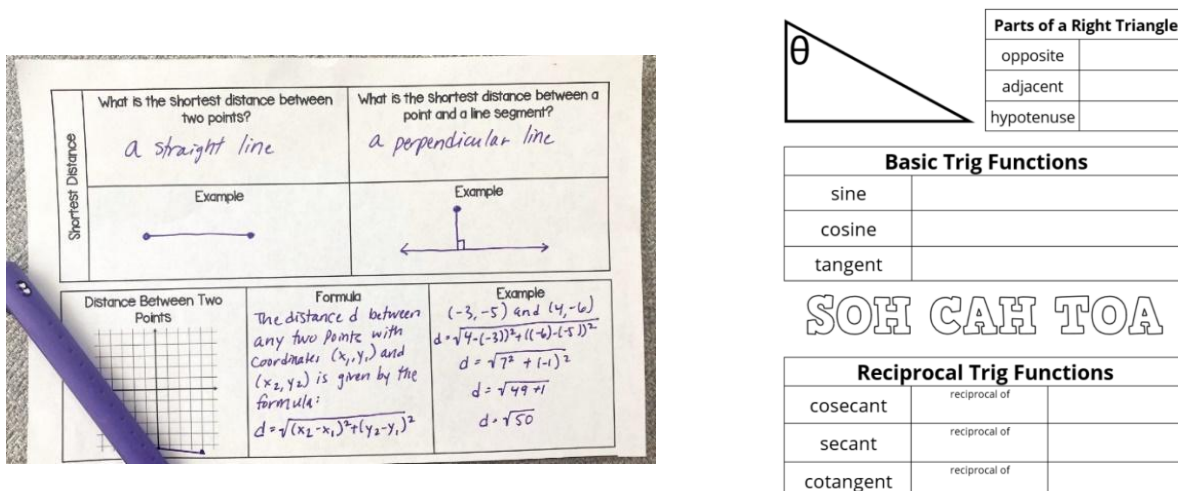 Shortest Distance
What is the shortest distance between
two points?
a straight line
Example
What is the shortest distance between a
point and a line segment?
a perpendicular line
Example
Distance Between Two
Points
Formula
The distance d between
any two points with
coordinates (x₁,y₁) and
(x₂,y₂) is given by the
formula:
d=√(x₂-x₁)²+(y₂-y₁)²
Example
(-3,-5) and (4,-6)
d=√4-(-3))²+((-6)-(-5))²
d=√7²+(-1)²
d=√49+1
d=√50
θ
Parts of a Right Triangle
opposite
adjacent
hypotenuse
Basic Trig Functions
sine
cosine
tangent
SOH CAH TOA
Reciprocal Trig Functions
cosecant reciprocal of
secant reciprocal of
cotangent reciprocal of